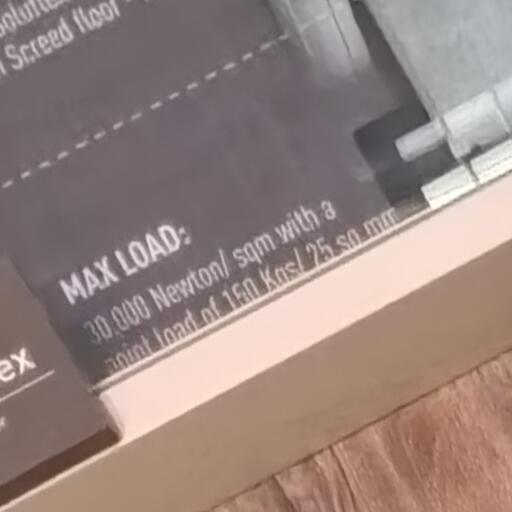 Screed floor
MAX LOAD:
30,000 Newton/ sqm with a
point load of 150 Kgs/ 25 sq mm
ex